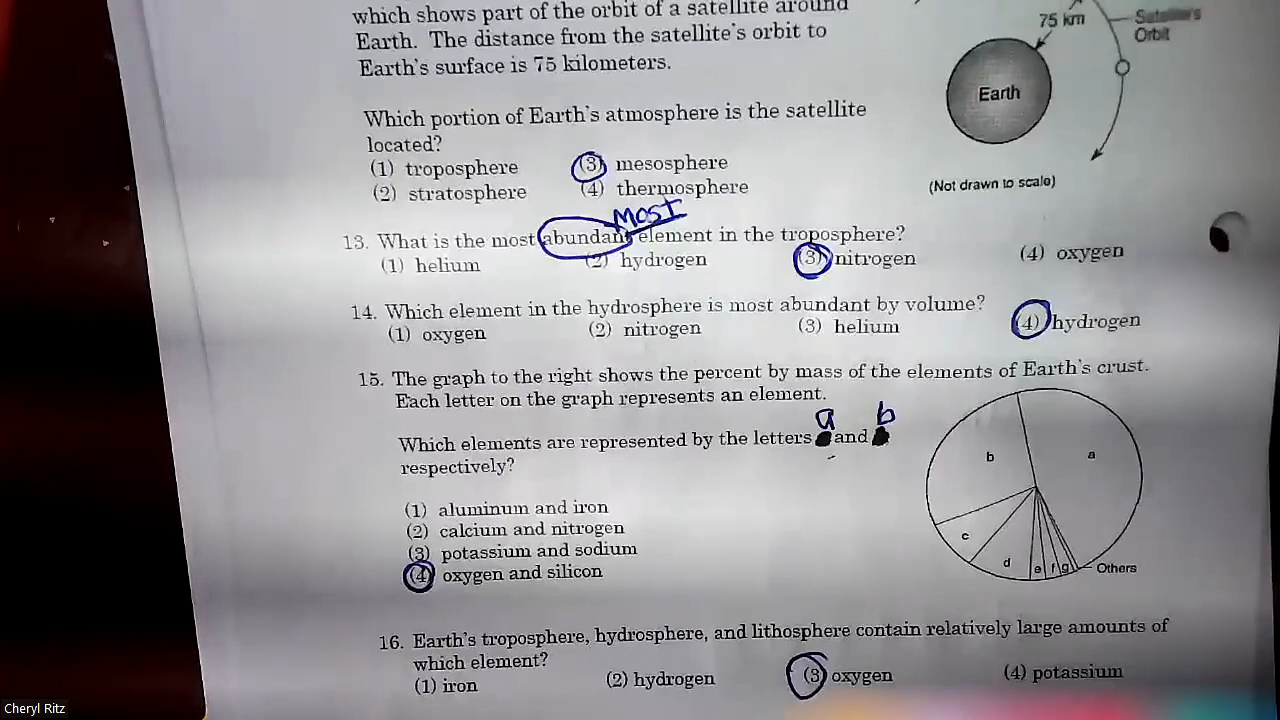 which shows part of the orbit of a satellite around
Earth. The distance from the satellite's orbit to
Earth's surface is 75 kilometers.
75 km
Satellite's
Orbit
Earth
(Not drawn to scale)
Which portion of Earth's atmosphere is the satellite
located?
(1) troposphere (3) mesosphere
(2) stratosphere (4) thermosphere
MOST
13. What is the most abundant element in the troposphere?
(1) helium (2) hydrogen (3) nitrogen (4) oxygen
14. Which element in the hydrosphere is most abundant by volume?
(1) oxygen (2) nitrogen (3) helium (4) hydrogen
15. The graph to the right shows the percent by mass of the elements of Earth's crust.
Each letter on the graph represents an element.
a b
Which elements are represented by the letters and
respectively?
(1) aluminum and iron
(2) calcium and nitrogen
(3) potassium and sodium
(4) oxygen and silicon
b a
c
d e f g Others
16. Earth's troposphere, hydrosphere, and lithosphere contain relatively large amounts of
which element?
(1) iron (2) hydrogen (3) oxygen (4) potassium
Cheryl Ritz